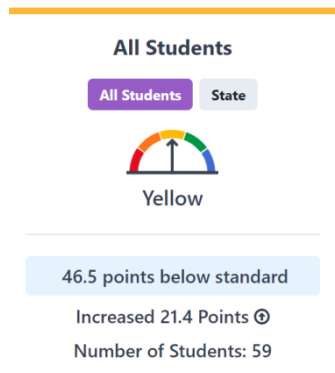 All Students
All Students State
Yellow
46.5 points below standard
Increased 21.4 Points
Number of Students: 59